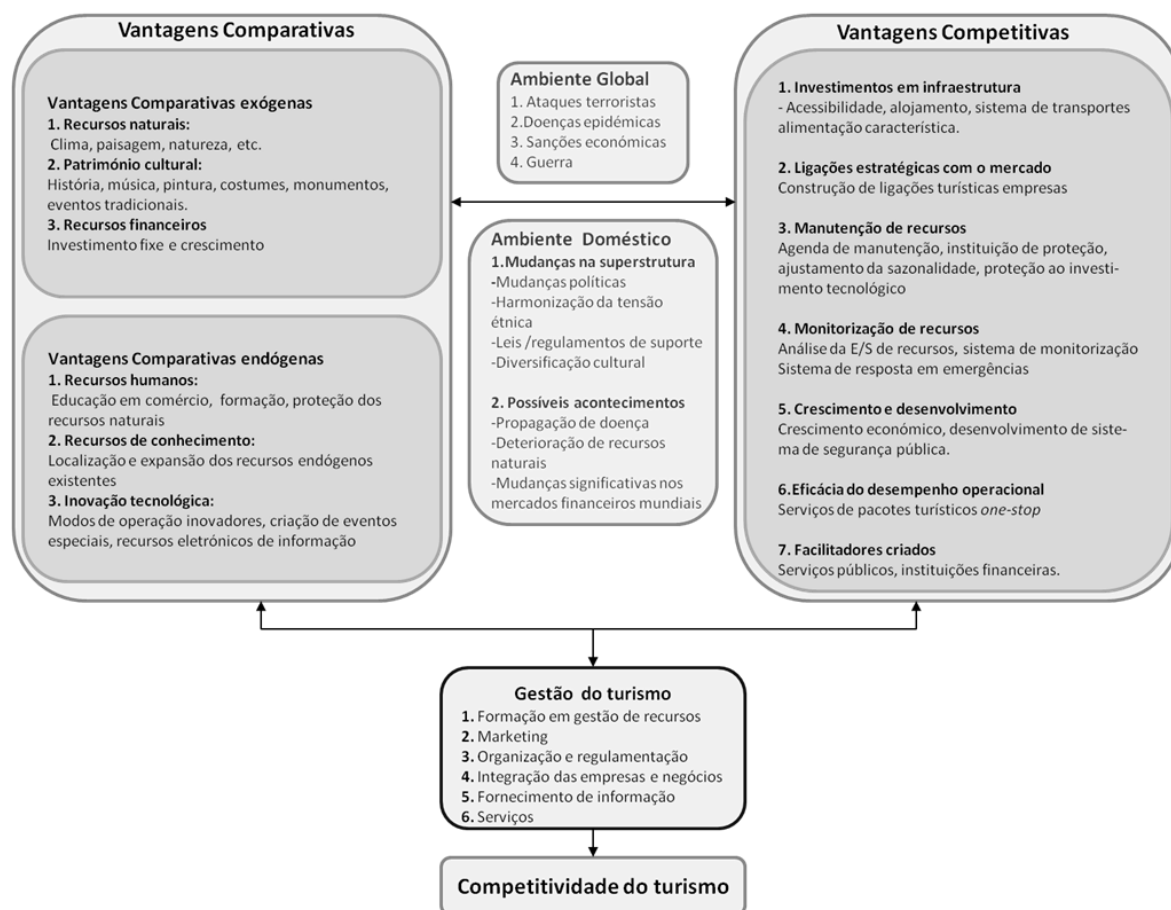 Vantagens Comparativas
Vantagens Comparativas exógenas
1. Recursos naturais:
Clima, paisagem, natureza, etc.
2. Património cultural:
História, música, pintura, costumes, monumentos,
eventos tradicionais.
3. Recursos financeiros
Investimento fixe e crescimento
Vantagens Comparativas endógenas
1. Recursos humanos:
Educação em comércio, formação, proteção dos
recursos naturais
2. Recursos de conhecimento:
Localização e expansão dos recursos endógenos
existentes
3. Inovação tecnológica:
Modos de operação inovadores, criação de eventos
especiais, recursos eletrónicos de informação
Ambiente Global
1. Ataques terroristas
2.Doenças epidémicas
3. Sanções económicas
4. Guerra
Ambiente Doméstico
1.Mudanças na superstrutura
-Mudanças políticas
-Harmonização da tensão
étnica
-Leis /regulamentos de suporte
-Diversificação cultural
2. Possíveis acontecimentos
-Propagação de doença
-Deterioração de recursos
naturais
-Mudanças significativas nos
mercados financeiros mundiais
Vantagens Competitivas
1. Investimentos em infraestrutura
- Acessibilidade, alojamento, sistema de transportes
alimentação característica.
2. Ligações estratégicas com o mercado
Construção de ligações turísticas empresas
3. Manutenção de recursos
Agenda de manutenção, instituição de proteção,
ajustamento da sazonalidade, proteção ao investi-
mento tecnológico
4. Monitorização de recursos
Análise da E/S de recursos, sistema de monitorização
Sistema de resposta em emergências
5. Crescimento e desenvolvimento
Crescimento económico, desenvolvimento de siste-
ma de segurança pública.
6.Eficácia do desempenho operacional
Serviços de pacotes turísticos one-stop
7. Facilitadores criados
Serviços públicos, instituições financeiras.
Gestão do turismo
1. Formação em gestão de recursos
2. Marketing
3. Organização e regulamentação
4. Integração das empresas e negócios
5. Fornecimento de informação
6. Serviços
Competitividade do turismo